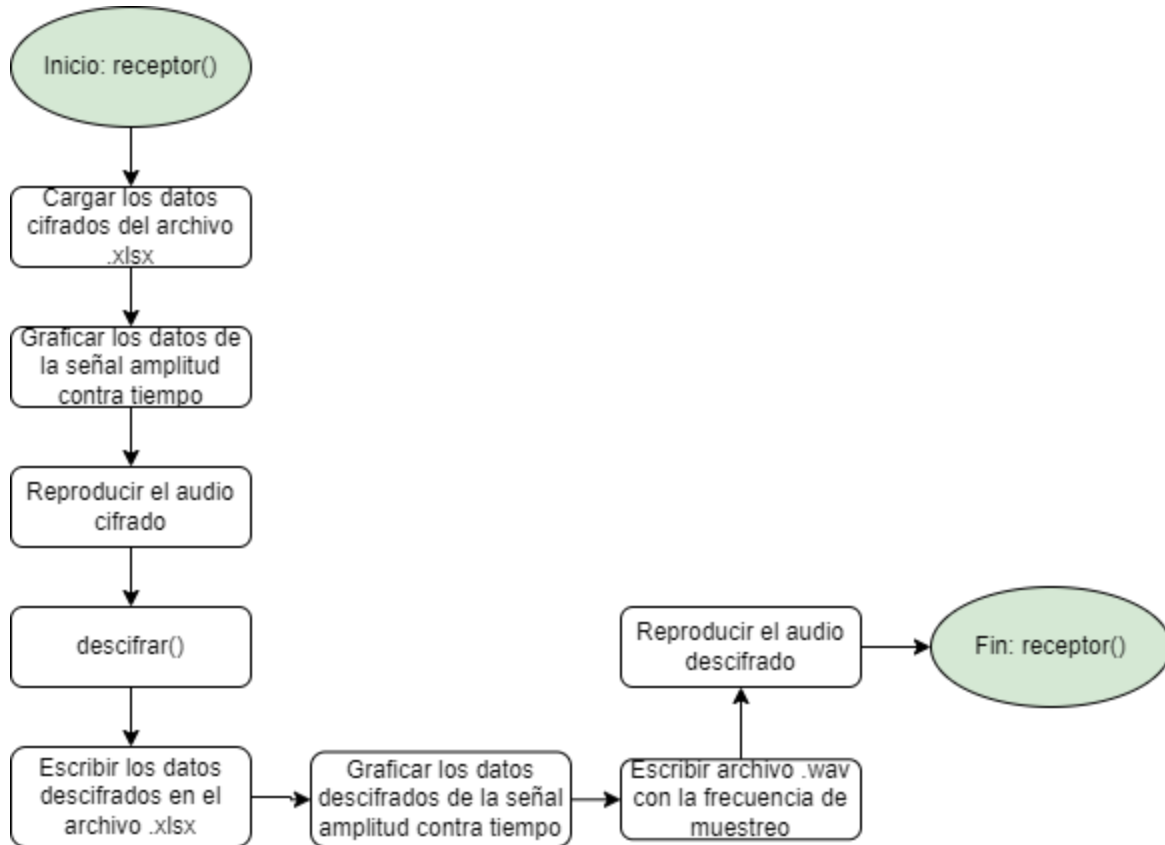 Inicio: receptor()
Cargar los datos
cifrados del archivo
.xlsx
Graficar los datos de
la señal amplitud
contra tiempo
Reproducir el audio
cifrado
descifrar()
Escribir los datos
descifrados en el
archivo .xlsx
Graficar los datos
descifrados de la señal
amplitud contra tiempo
Escribir archivo .wav
con la frecuencia de
muestreo
Reproducir el audio
descifrado
Fin: receptor()